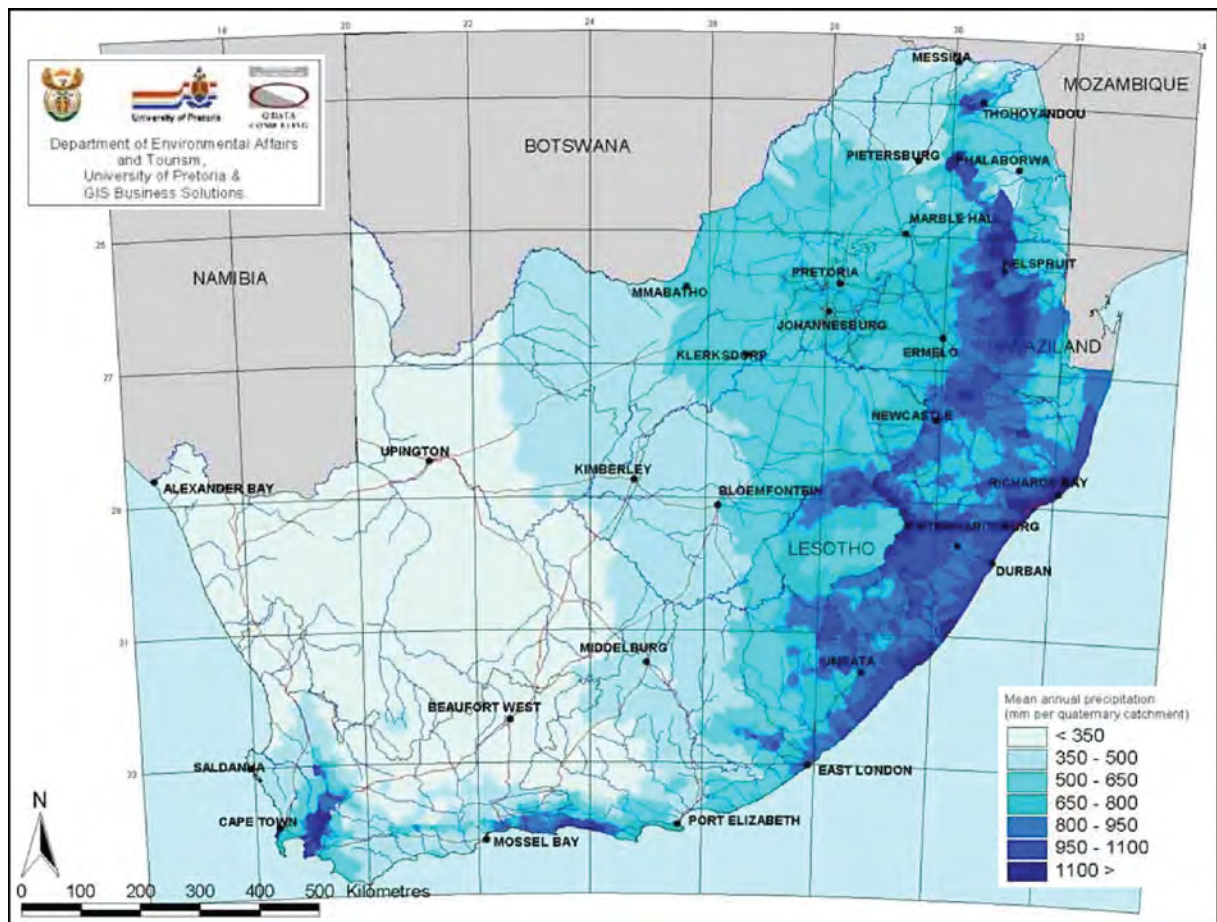 18 20 22 24 26 28 30 32 34
University of Pretoria
Department of Environmental Affairs
and Tourism,
University of Pretoria &
GIS Business Solutions
MESSINA
MOZAMBIQUE
THOHOYANDOU
BOTSWANA
PIETERSBURG
PHALABORWA
MARBLE HAL
25
NAMIBIA
PRETORIA
ELSPRUIT
MMABATHO
JOHANNESBURG
KLERKSDORP
ERMELO
WAZILAND
27
NEWCASTLE
UPINGTON
KIMBERLEY
ALEXANDER BAY
BLOEMFONTEIN
RICHARDS BAY
29
LESOTHO
DURBAN
31
MIDDELBURG
UMTATA
BEAUFORT WEST
Mean annual precipitation
(mm per quaternary catchment)
< 350
350 - 500
500 - 650
650 - 800
800 - 950
950 - 1100
1100 >
SALDANHA
EAST LONDON
N
CAPE TOWN
PORT ELIZABETH
MOSSEL BAY
0 100 200 300 400 500 Kilometres